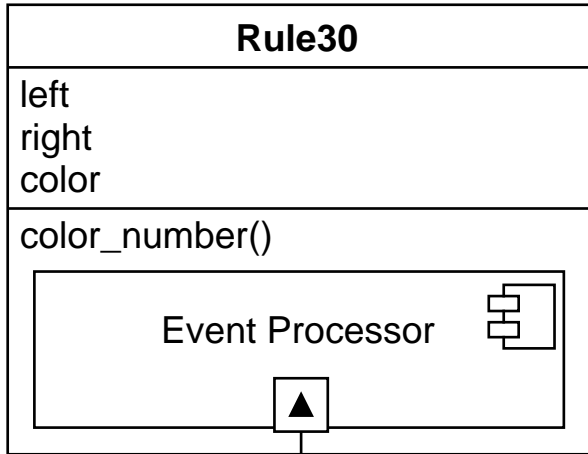 Rule30
left
right
color
color_number()
Event Processor